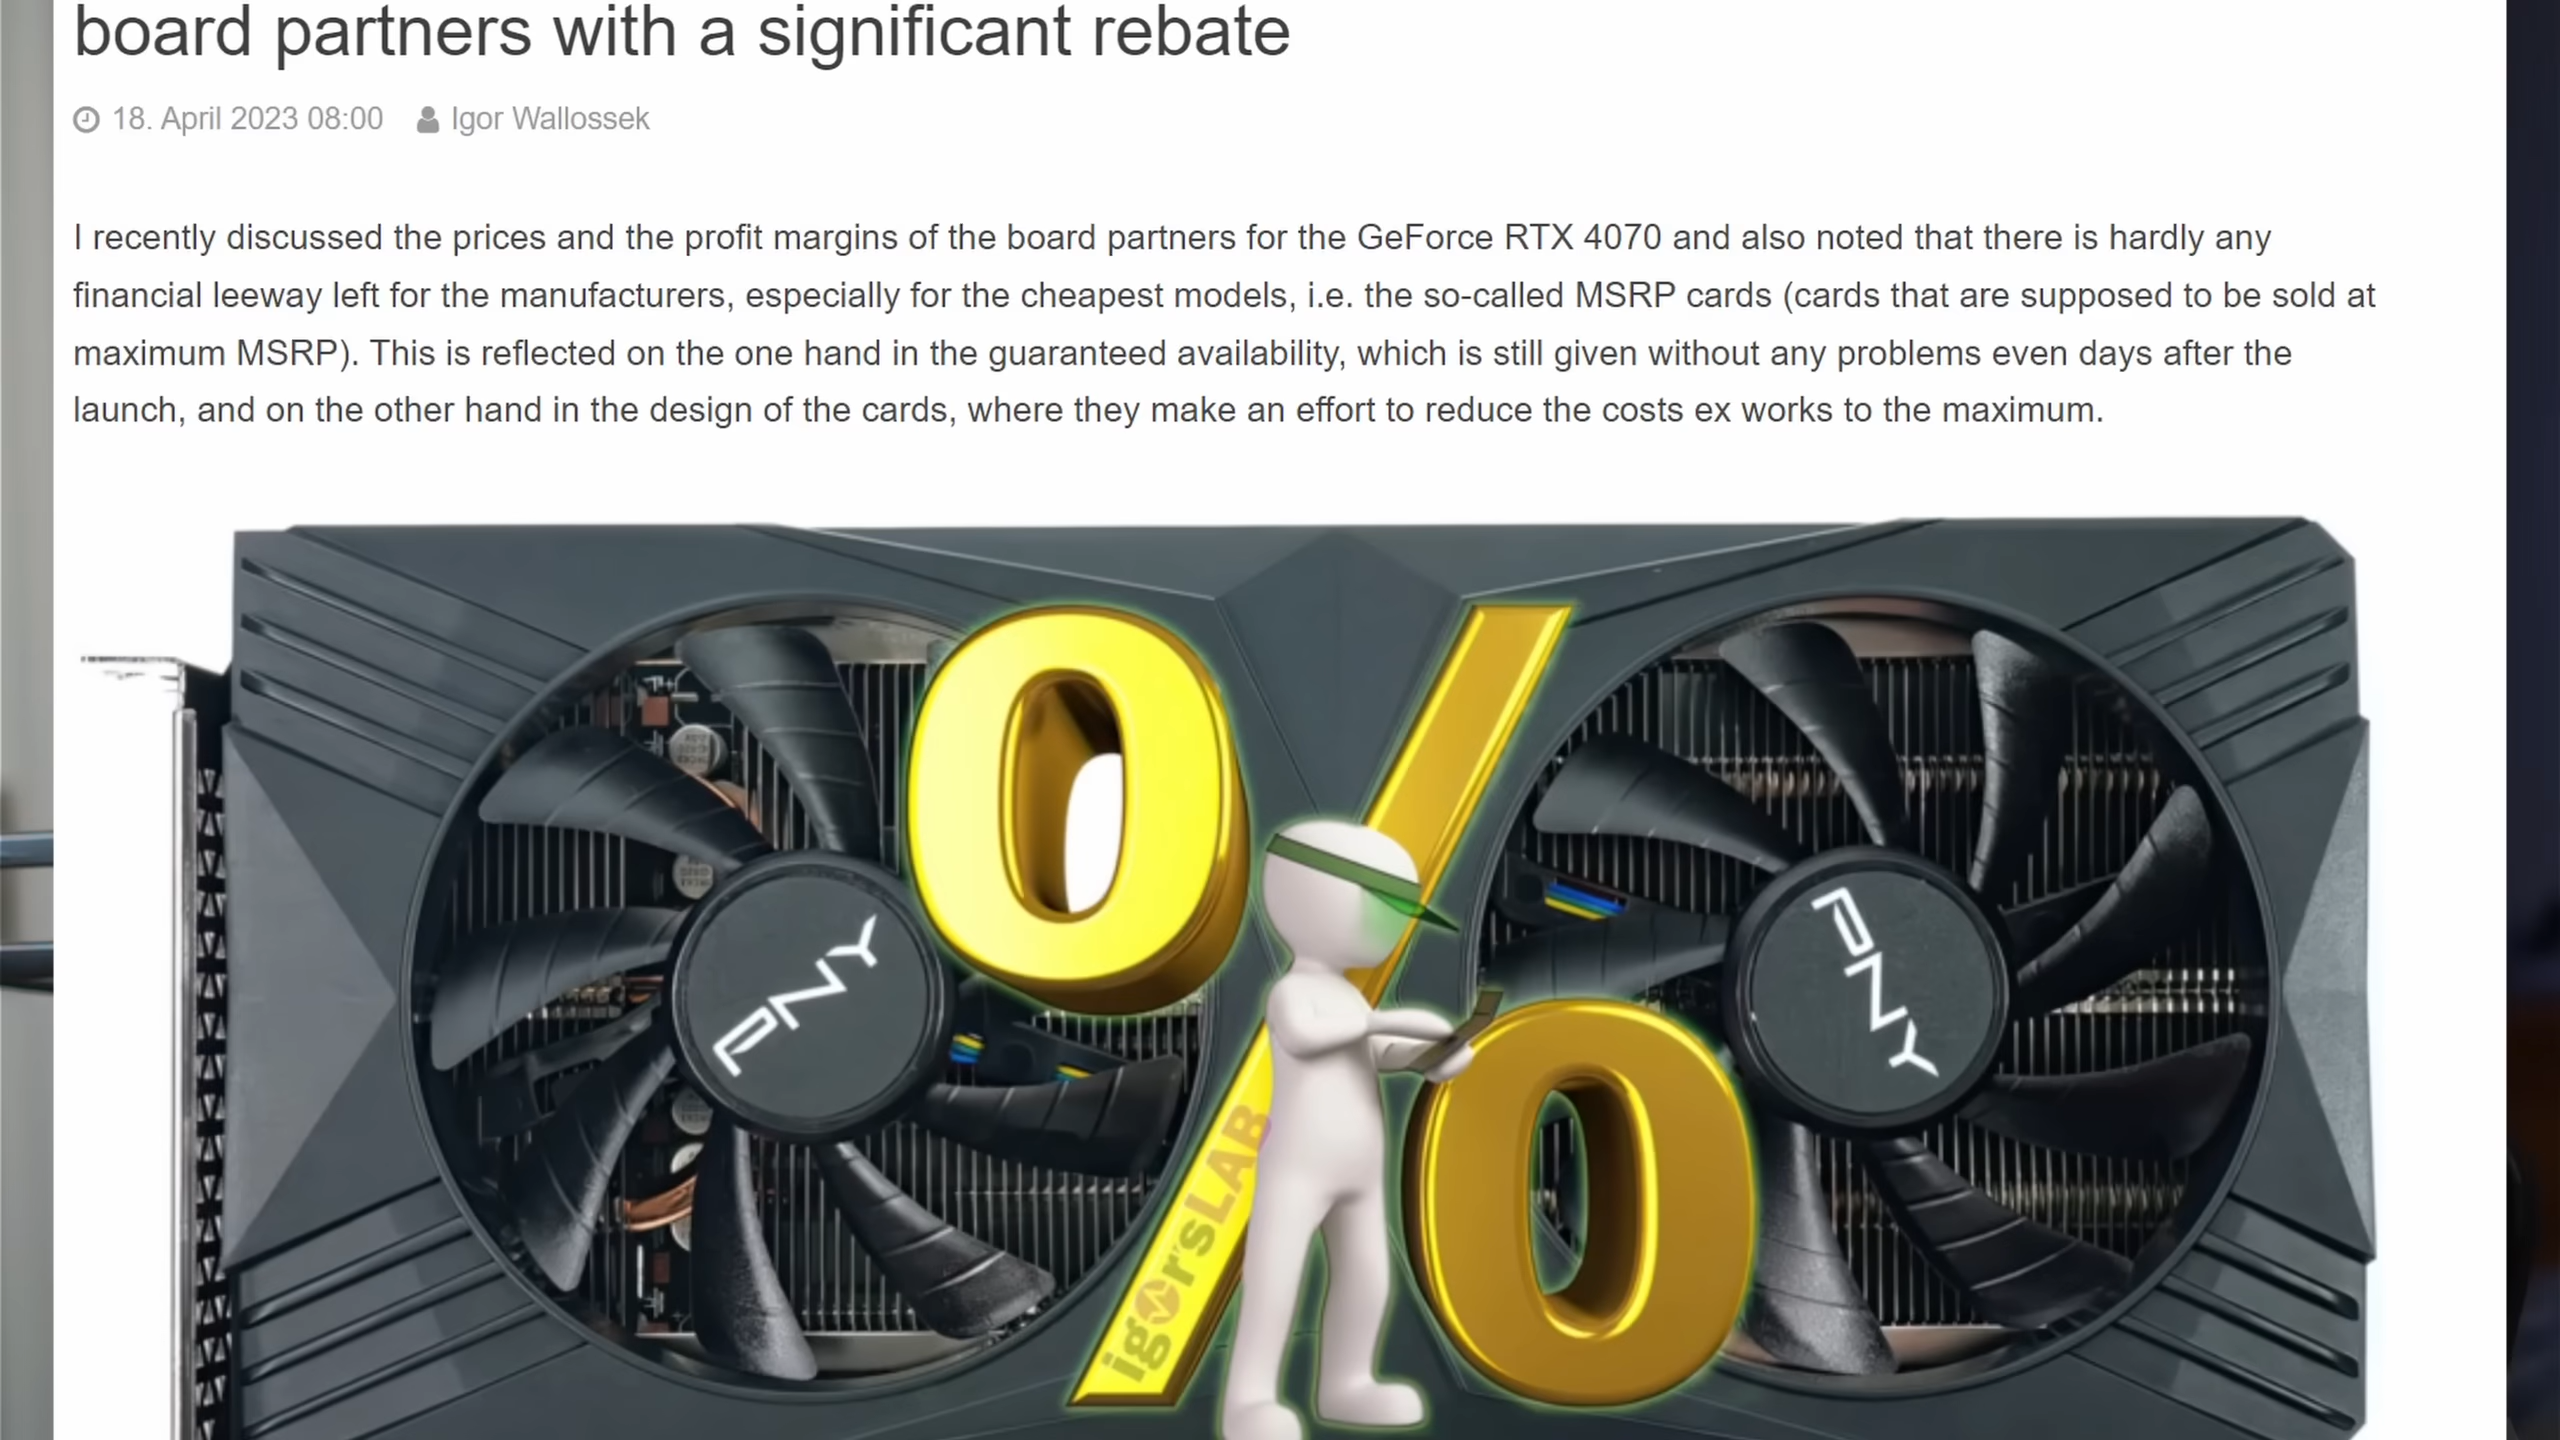 board partners with a significant rebate
18. April 2023 08:00 Igor Wallossek
I recently discussed the prices and the profit margins of the board partners for the GeForce RTX 4070 and also noted that there is hardly any
financial leeway left for the manufacturers, especially for the cheapest models, i.e. the so-called MSRP cards (cards that are supposed to be sold at
maximum MSRP). This is reflected on the one hand in the guaranteed availability, which is still given without any problems even days after the
launch, and on the other hand in the design of the cards, where they make an effort to reduce the costs ex works to the maximum.
%
PNY
PNY
igor'sLAB